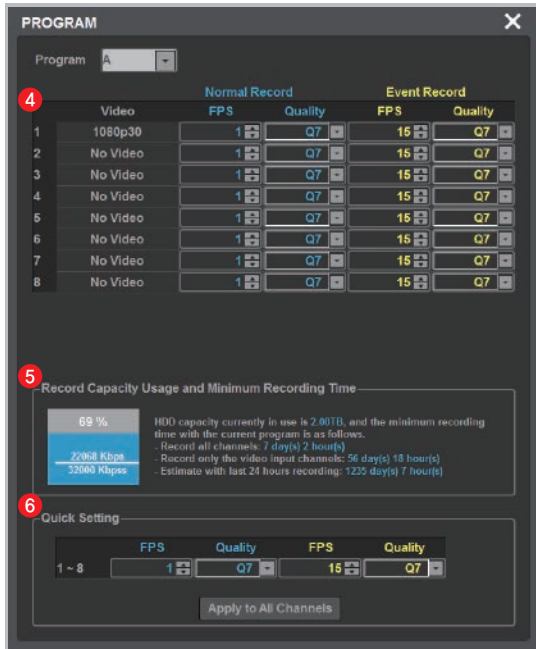 PROGRAM
Program A
4
Normal Record Event Record
Video FPS Quality FPS Quality
1 1080p30 1 Q7 15 Q7
2 No Video 1 Q7 15 Q7
3 No Video 1 Q7 15 Q7
4 No Video 1 Q7 15 Q7
5 No Video 1 Q7 15 Q7
6 No Video 1 Q7 15 Q7
7 No Video 1 Q7 15 Q7
8 No Video 1 Q7 15 Q7
5
Record Capacity Usage and Minimum Recording Time
69 %
22068 Kbps
32000 Kbpss
HDD capacity currently in use is 2.00TB, and the minimum recording
time with the current program is as follows.
- Record all channels: 7 day(s) 2 hour(s)
- Record only the video input channels: 56 day(s) 18 hour(s)
- Estimate with last 24 hours recording: 1235 day(s) 7 hour(s)
6
Quick Setting
FPS Quality FPS Quality
1 ~ 8 1 Q7 15 Q7
Apply to All Channels